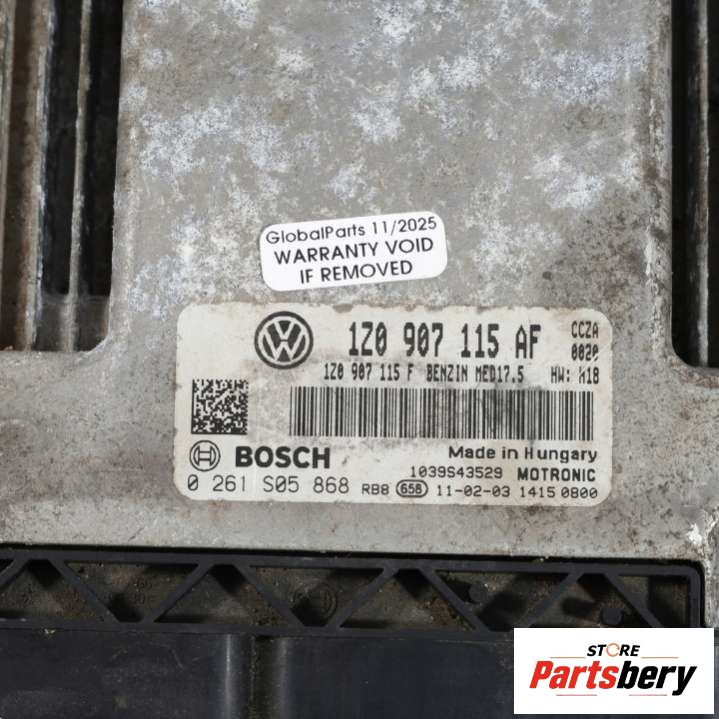 GlobalParts 11/2025
WARRANTY VOID
IF REMOVED
1Z0 907 115 AF CCZA
1Z0 907 115 F BENZIN MED17.5 HW: H18
BOSCH Made in Hungary
1039S43529 MOTRONIC
0 261 S05 868 RB8 658 11-02-03 1415 0800
STORE
Partsbery